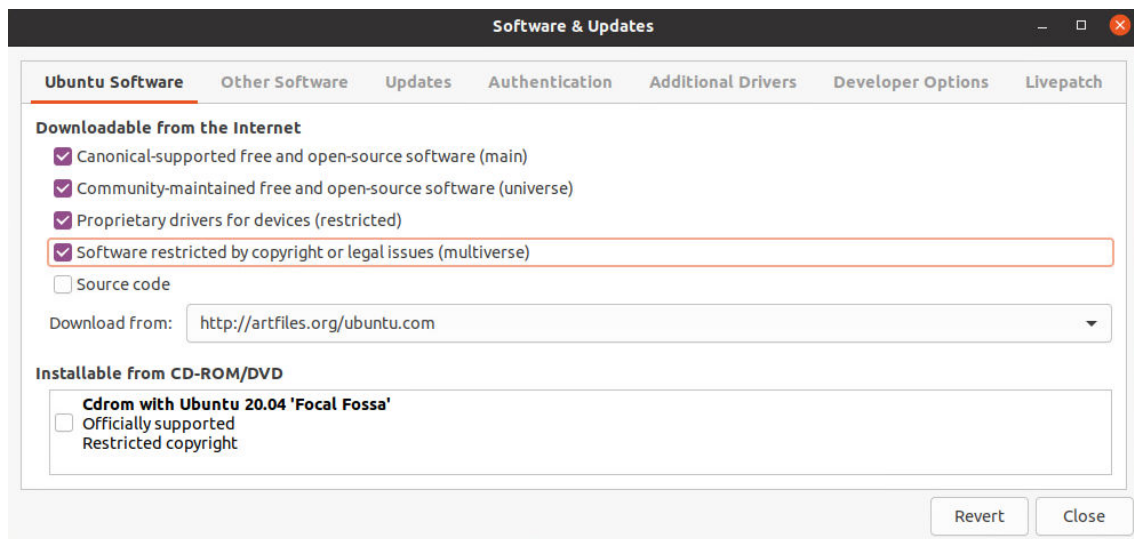 Software & Updates
Ubuntu Software Other Software Updates Authentication Additional Drivers Developer Options Livepatch
Downloadable from the Internet
Canonical-supported free and open-source software (main)
Community-maintained free and open-source software (universe)
Proprietary drivers for devices (restricted)
Software restricted by copyright or legal issues (multiverse)
Source code
Download from: http://artfiles.org/ubuntu.com
Installable from CD-ROM/DVD
Cdrom with Ubuntu 20.04 'Focal Fossa'
Officially supported
Restricted copyright
Revert Close